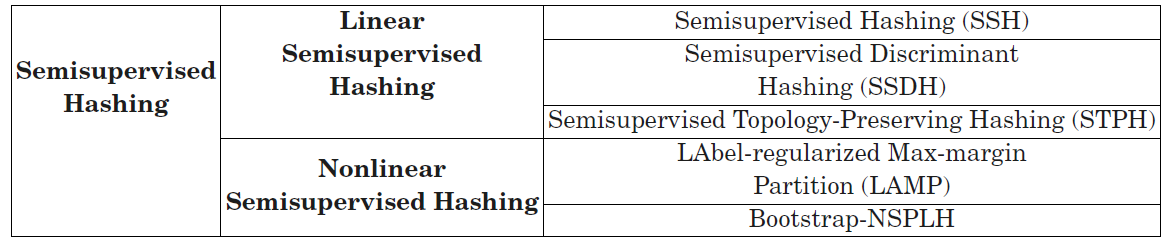 Semisupervised
Hashing
Linear
Semisupervised
Hashing
Semisupervised Hashing (SSH)
Semisupervised Discriminant
Hashing (SSDH)
Semisupervised Topology-Preserving Hashing (STPH)
Nonlinear
Semisupervised Hashing
LAbel-regularized Max-margin
Partition (LAMP)
Bootstrap-NSPLH